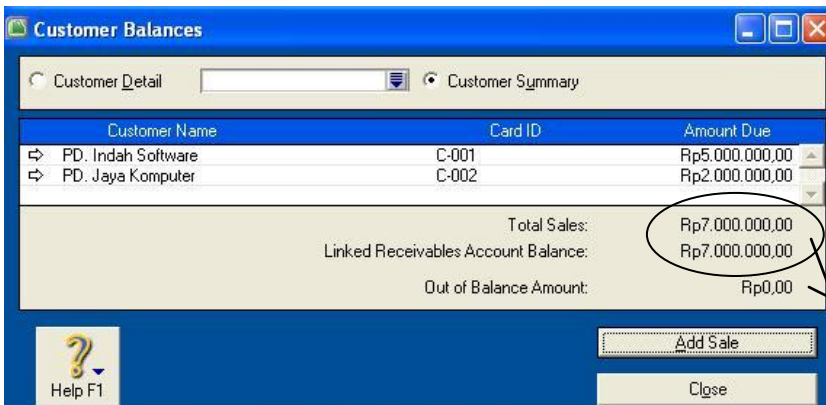 Customer Balances
Customer Detail Customer Summary
Customer Name Card ID Amount Due
PD. Indah Software C-001 Rp5.000.000,00
PD. Jaya Komputer C-002 Rp2.000.000,00
Total Sales: Rp7.000.000,00
Linked Receivables Account Balance: Rp7.000.000,00
Out of Balance Amount: Rp0,00
Add Sale
Help F1 Close